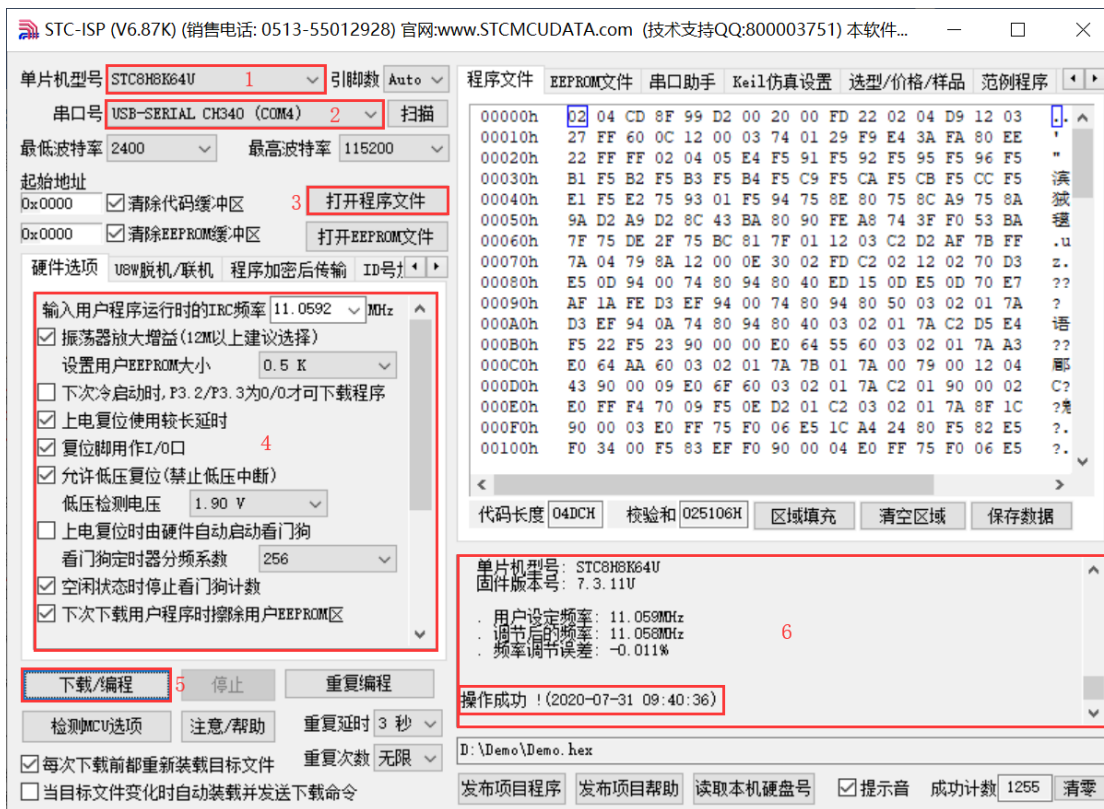 STC-ISP (V6.87K) (销售电话: 0513-55012928) 官网:www.STCMCUDATA.com (技术支持QQ:800003751) 本软件...
单片机型号 STC8H8K64U 1 引脚数 Auto
串口号 USB-SERIAL CH340 (COM4) 2 扫描
最低波特率 2400 最高波特率 115200
起始地址
0x0000 清除代码缓冲区 3 打开程序文件
0x0000 清除EEPROM缓冲区 打开EEPROM文件
硬件选项 U8W脱机/联机 程序加密后传输 ID号
输入用户程序运行时的IRC频率 11.0592 MHz
振荡器放大增益(12M以上建议选择)
设置用户EEPROM大小 0.5 K
下次冷启动时,P3.2/P3.3为0/0才可下载程序
上电复位使用较长延时
复位脚用作I/O口 4
允许低压复位(禁止低压中断)
低压检测电压 1.90 V
上电复位时由硬件自动启动看门狗
看门狗定时器分频系数 256
空闲状态时停止看门狗计数
下次下载用户程序时擦除用户EEPROM区
下载/编程 5 停止 重复编程
检测MCU选项 注意/帮助 重复延时 3 秒
重复次数 无限
每次下载前都重新装载目标文件
当目标文件变化时自动装载并发送下载命令
程序文件 EEPROM文件 串口助手 Keil仿真设置 选型/价格/样品 范例程序
00000h 02 04 CD 8F 99 D2 00 20 00 FD 22 02 04 D9 12 03 ..
00010h 27 FF 60 0C 12 00 03 74 01 29 F9 E4 3A FA 80 EE '
00020h 22 FF FF 02 04 05 E4 F5 91 F5 92 F5 95 F5 96 F5 "
00030h B1 F5 B2 F5 B3 F5 B4 F5 C9 F5 CA F5 CB F5 CC F5 滨
00040h E1 F5 E2 75 93 01 F5 94 75 8E 80 75 8C A9 75 8A
00050h 9A D2 A9 D2 8C 43 BA 80 90 FE A8 74 3F F0 53 BA
00060h 7F 75 DE 2F 75 BC 81 7F 01 12 03 C2 D2 AF 7B FF .u
00070h 7A 04 79 8A 12 00 0E 30 02 FD C2 02 12 02 70 D3 z.
00080h E5 0D 94 00 74 80 94 80 40 ED 15 0D E5 0D 70 E7 ??
00090h AF 1A FE D3 EF 94 00 74 80 94 80 50 03 02 01 7A ?
000A0h D3 EF 94 0A 74 80 94 80 40 03 02 01 7A C2 D5 E4 语
000B0h F5 22 F5 23 90 00 00 E0 64 55 60 03 02 01 7A A3 ??
000C0h E0 64 AA 60 03 02 01 7A 7B 01 7A 00 79 00 12 04
000D0h 43 90 00 09 E0 6F 60 03 02 01 7A C2 01 90 00 02 C?
000E0h E0 FF F4 70 09 F5 0E D2 01 C2 03 02 01 7A 8F 1C
000F0h 90 00 03 E0 FF 75 F0 06 E5 1C A4 24 80 F5 82 E5 ?.
00100h F0 34 00 F5 83 EF F0 90 00 04 E0 FF 75 F0 06 E5 ?.
代码长度 04DCH 校验和 025106H 区域填充 清空区域 保存数据
单片机型号: STC8H8K64U
固件版本号: 7.3.11U
. 用户设定频率: 11.059MHz
. 调节后的频率: 11.058MHz 6
. 频率调节误差: -0.011%
操作成功 !(2020-07-31 09:40:36)
D:\Demo\Demo.hex
发布项目程序 发布项目帮助 读取本机硬盘号 提示音 成功计数 1255 清零